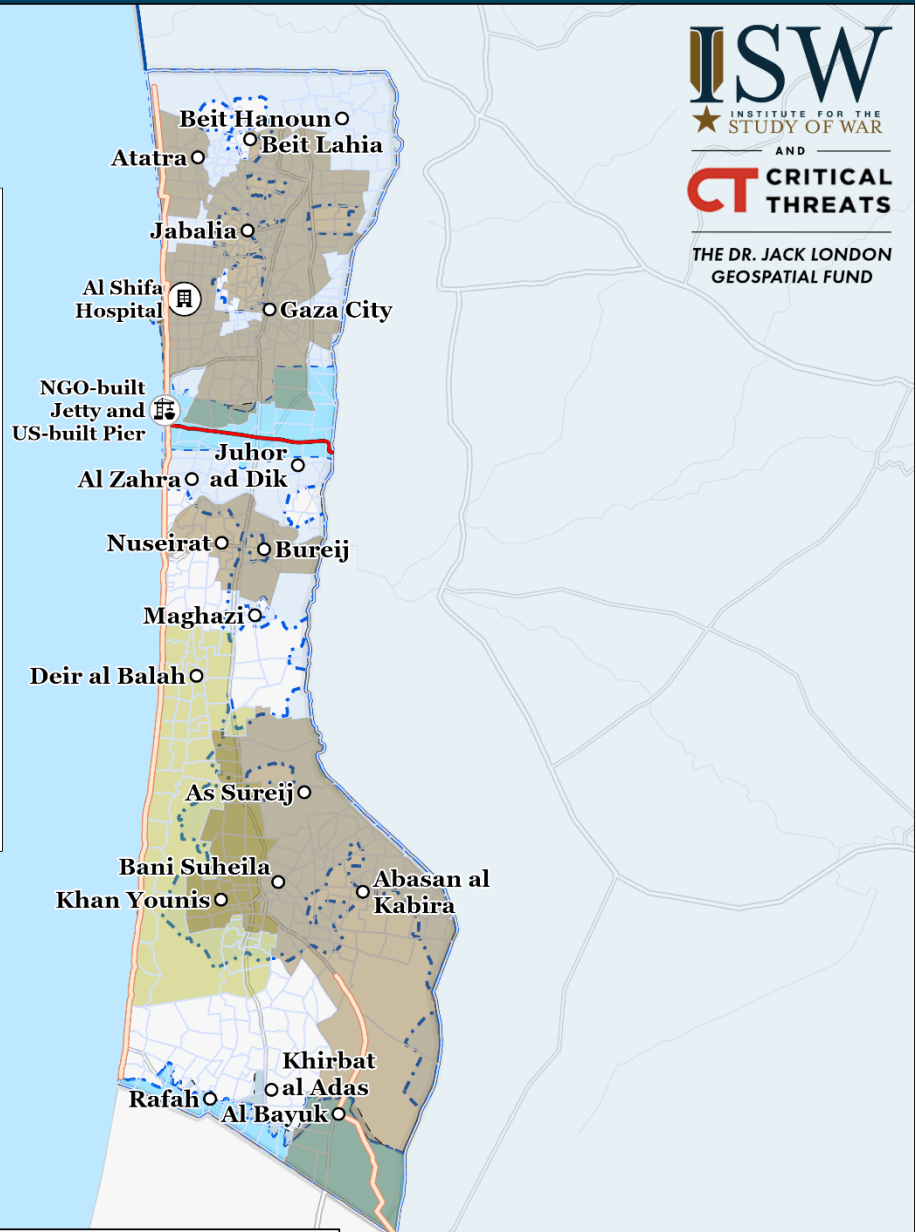 ISW
INSTITUTE FOR THE
STUDY OF WAR
AND
CT CRITICAL
THREATS
THE DR. JACK LONDON
GEOSPATIAL FUND
Beit Hanoun
Beit Lahia
Atatra
Jabalia
Al Shifa
Hospital
Gaza City
NGO-built
Jetty and
US-built Pier
Juhor
ad Dik
Al Zahra
Nuseirat
Bureij
Maghazi
Deir al Balah
As Sureij
Bani Suheila
Abasan al
Kabira
Khan Younis
Khirbat
al Adas
Rafah
Al Bayuk